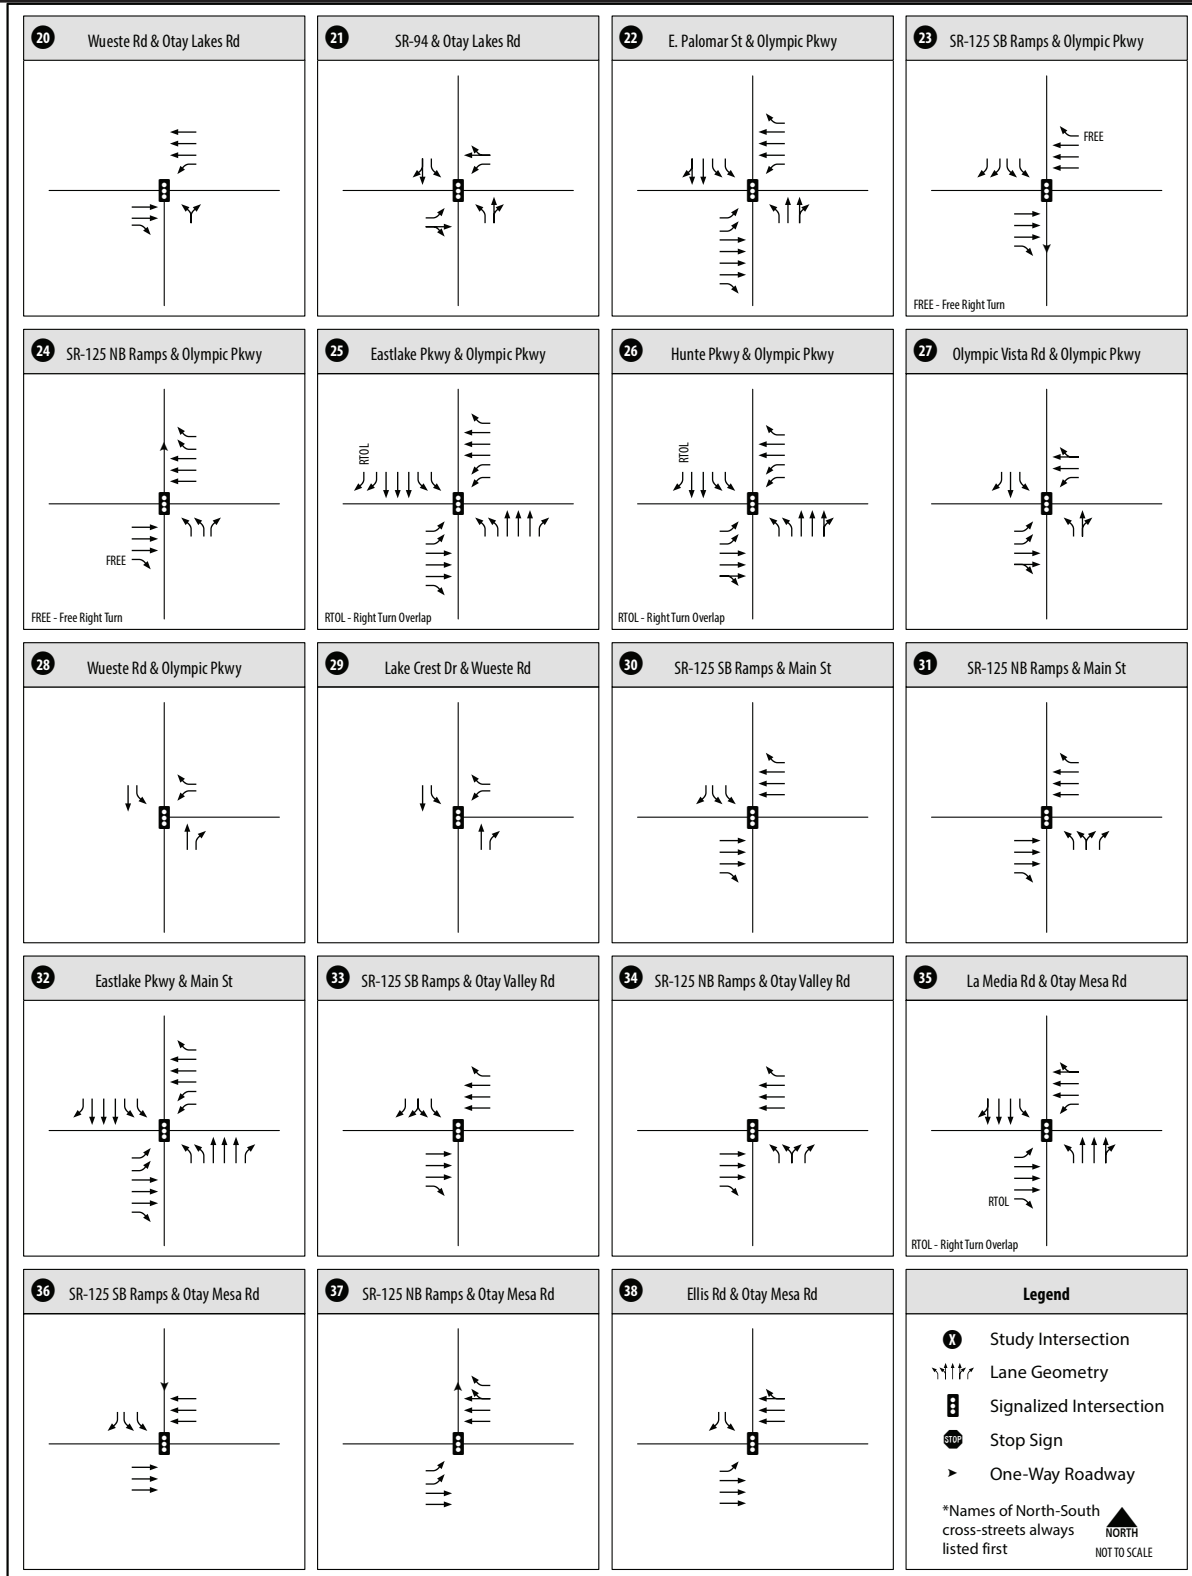 20 Wueste Rd & Otay Lakes Rd
21 SR-94 & Otay Lakes Rd
22 E. Palomar St & Olympic Pkwy
23 SR-125 SB Ramps & Olympic Pkwy
FREE
FREE - Free Right Turn
24 SR-125 NB Ramps & Olympic Pkwy
FREE
FREE - Free Right Turn
25 Eastlake Pkwy & Olympic Pkwy
RTOL
RTOL - Right Turn Overlap
26 Hunte Pkwy & Olympic Pkwy
RTOL
RTOL - Right Turn Overlap
27 Olympic Vista Rd & Olympic Pkwy
28 Wueste Rd & Olympic Pkwy
29 Lake Crest Dr & Wueste Rd
30 SR-125 SB Ramps & Main St
31 SR-125 NB Ramps & Main St
32 Eastlake Pkwy & Main St
33 SR-125 SB Ramps & Otay Valley Rd
34 SR-125 NB Ramps & Otay Valley Rd
35 La Media Rd & Otay Mesa Rd
RTOL
RTOL - Right Turn Overlap
36 SR-125 SB Ramps & Otay Mesa Rd
37 SR-125 NB Ramps & Otay Mesa Rd
38 Ellis Rd & Otay Mesa Rd
Legend
X Study Intersection
Lane Geometry
Signalized Intersection
STOP Stop Sign
One-Way Roadway
*Names of North-South
cross-streets always
listed first
NORTH
NOT TO SCALE